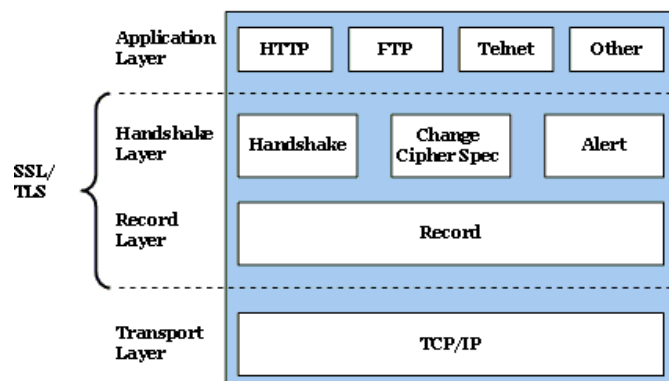 Application
Layer
HTTP
FTP
Telnet
Other
SSL/
TLS
Handshake
Layer
Handshake
Change
Cipher Spec
Alert
Record
Layer
Record
Transport
Layer
TCP/IP